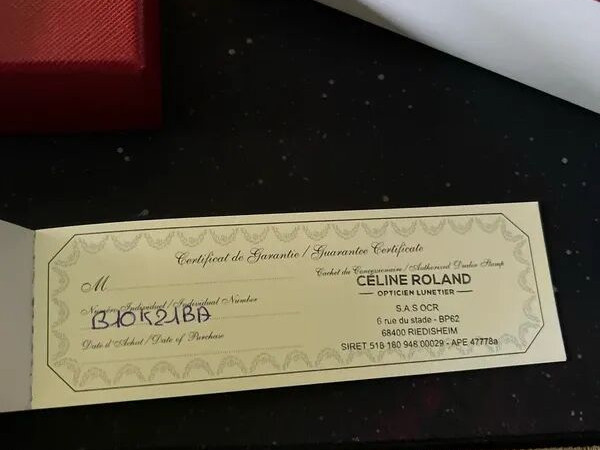 Certificat de Garantie / Guarantee Certificate
M
Numéro Individuel / Individual Number
B10K21BA
Date d'Achat / Date of Purchase
Cachet du Concessionnaire / Authorized Dealer Stamp
CÉLINE ROLAND
OPTICIEN LUNETIER
S.A.S OCR
6 rue du stade - BP62
68400 RIEDISHEIM
SIRET 518 180 948 00029 - APE 4778a